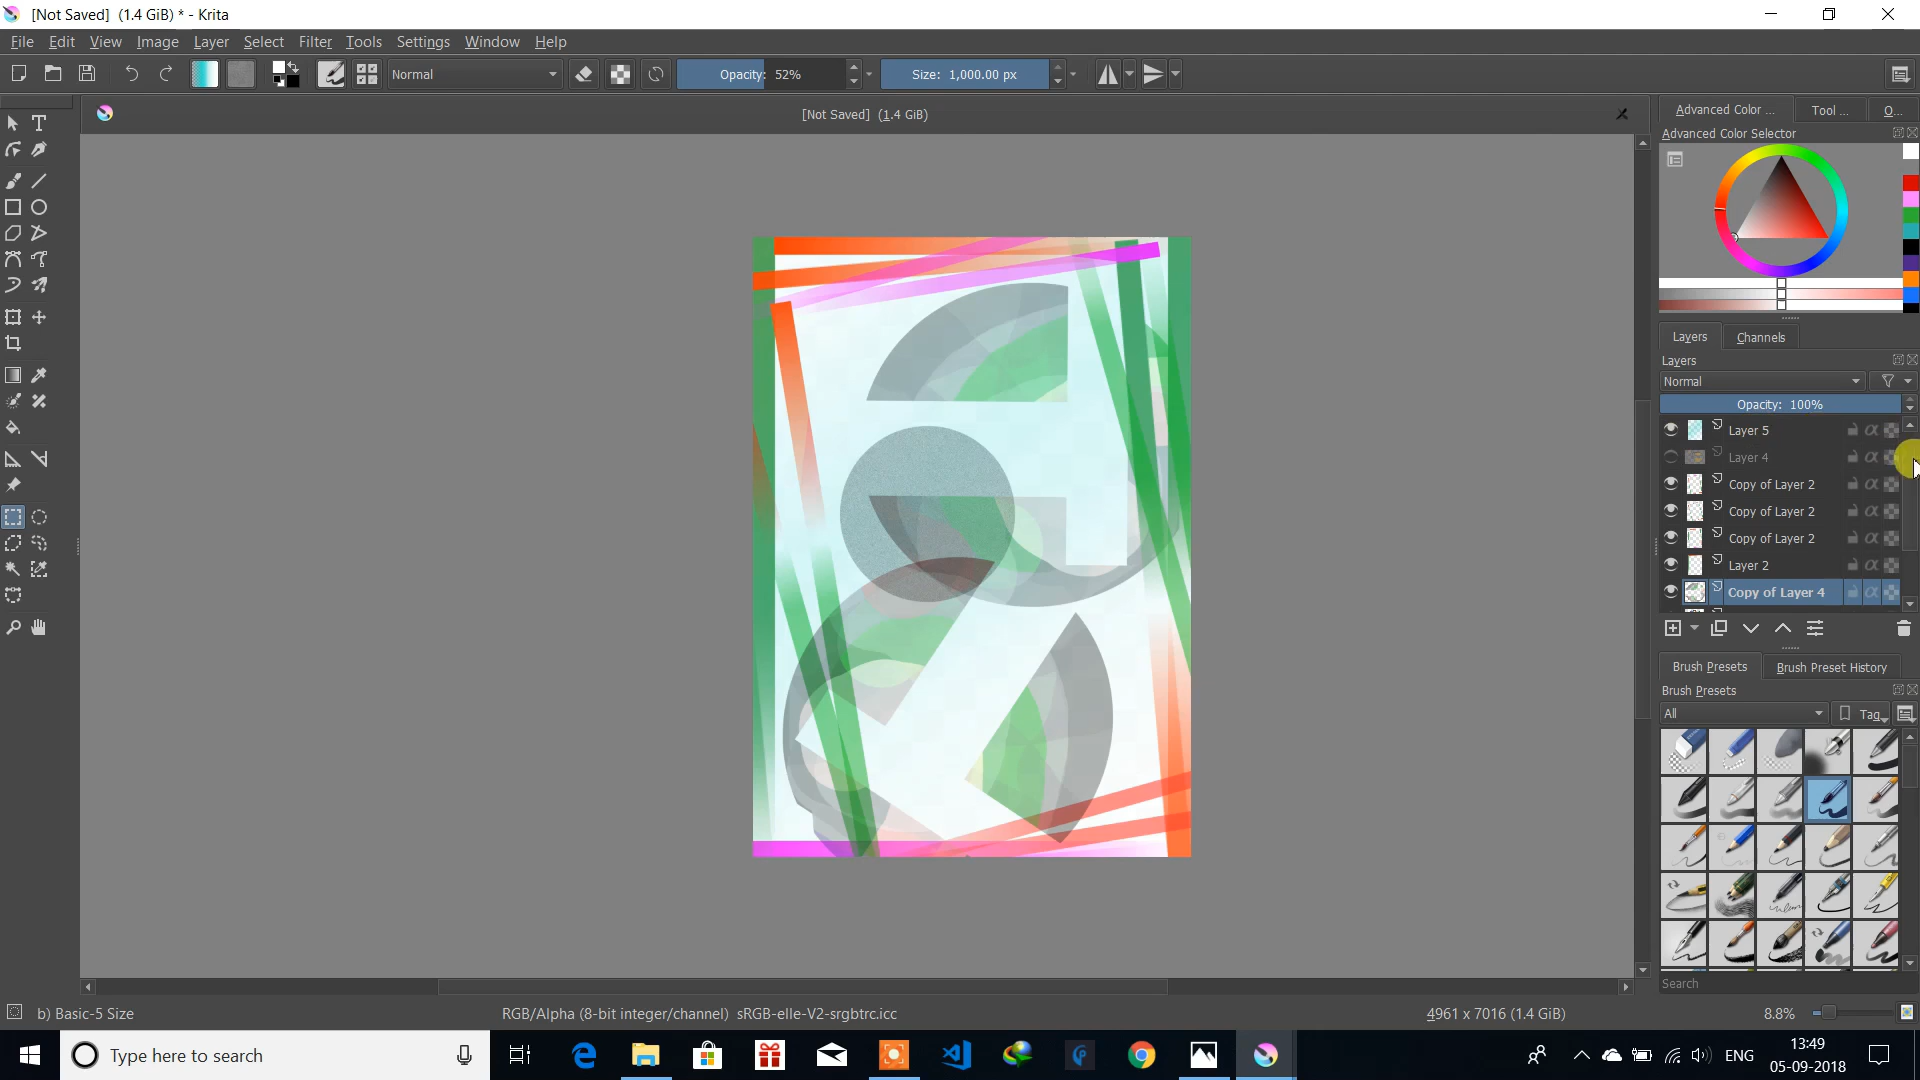 [Not Saved] (1.4 GiB) * - Krita
File Edit View Image Layer Select Filter Tools Settings Window Help
Normal Opacity: 52% Size: 1,000.00 px
[Not Saved] (1.4 GiB)
Advanced Color ... Tool ... O...
Advanced Color Selector
Layers Channels
Layers
Normal
Opacity: 100%
Layer 5
Layer 4
Copy of Layer 2
Copy of Layer 2
Copy of Layer 2
Layer 2
Copy of Layer 4
Brush Presets Brush Preset History
Brush Presets
All Tag
Search
b) Basic-5 Size RGB/Alpha (8-bit integer/channel) sRGB-elle-V2-srgbtrc.icc 4961 x 7016 (1.4 GiB) 8.8%
Type here to search ENG 13:49
05-09-2018